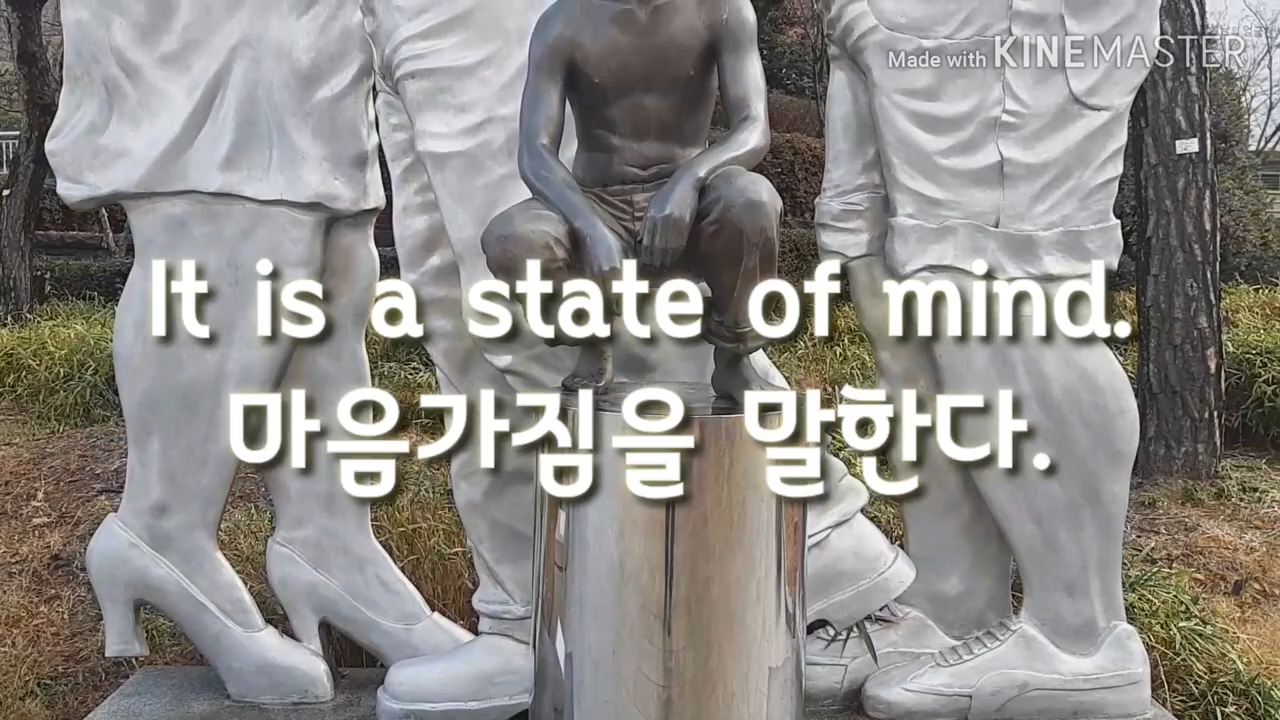 Made with KINEMASTER
It is a state of mind.
마음가짐을 말한다.